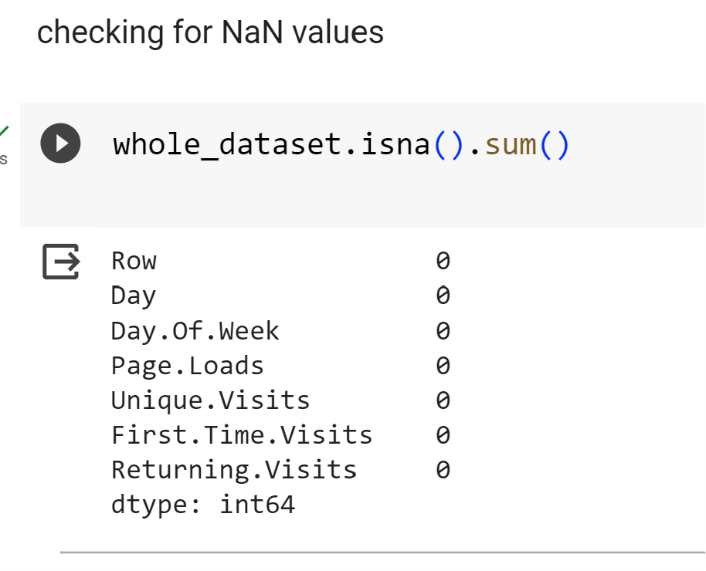 checking for NaN values
s
whole_dataset.isna().sum()
Row 0
Day 0
Day.Of.Week 0
Page.Loads 0
Unique.Visits 0
First.Time.Visits 0
Returning.Visits 0
dtype: int64